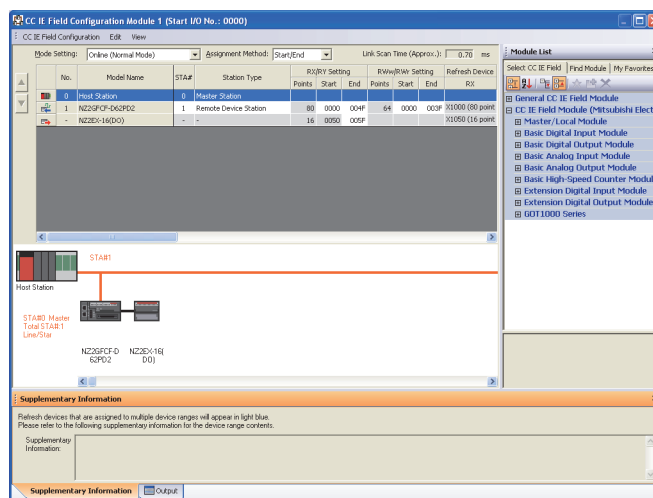 CC IE Field Configuration Module 1 (Start I/O No.: 0000)
CC IE Field Configuration Edit View
Mode Setting: Online (Normal Mode) Assignment Method: Start/End Link Scan Time (Approx.): 0.70 ms
No. Model Name STA# Station Type RX/RY Setting RWw/RWr Setting Refresh Device
Points Start End Points Start End RX
0 Host Station 0 Master Station
1 NZ2GFCF-D62PD2 1 Remote Device Station 80 0000 004F 64 0000 003F X1000 (80 point
- NZ2EX-16(DO) - - 16 0050 005F X1050 (16 point
STA#1
Host Station
STA#0 Master
Total STA#:1
Line/Star
NZ2GFCF-D
62PD2
NZ2EX-16(
DO)
Module List
Select CC IE Field Find Module My Favorites
General CC IE Field Module
CC IE Field Module (Mitsubishi Elect
Master/Local Module
Basic Digital Input Module
Basic Digital Output Module
Basic Analog Input Module
Basic Analog Output Module
Basic High-Speed Counter Modul
Extension Digital Input Module
Extension Digital Output Module
GOT1000 Series
Supplementary Information
Refresh devices that are assigned to multiple device ranges will appear in light blue.
Please refer to the following supplementary information for the device range contents.
Supplementary
Information:
Supplementary Information Output